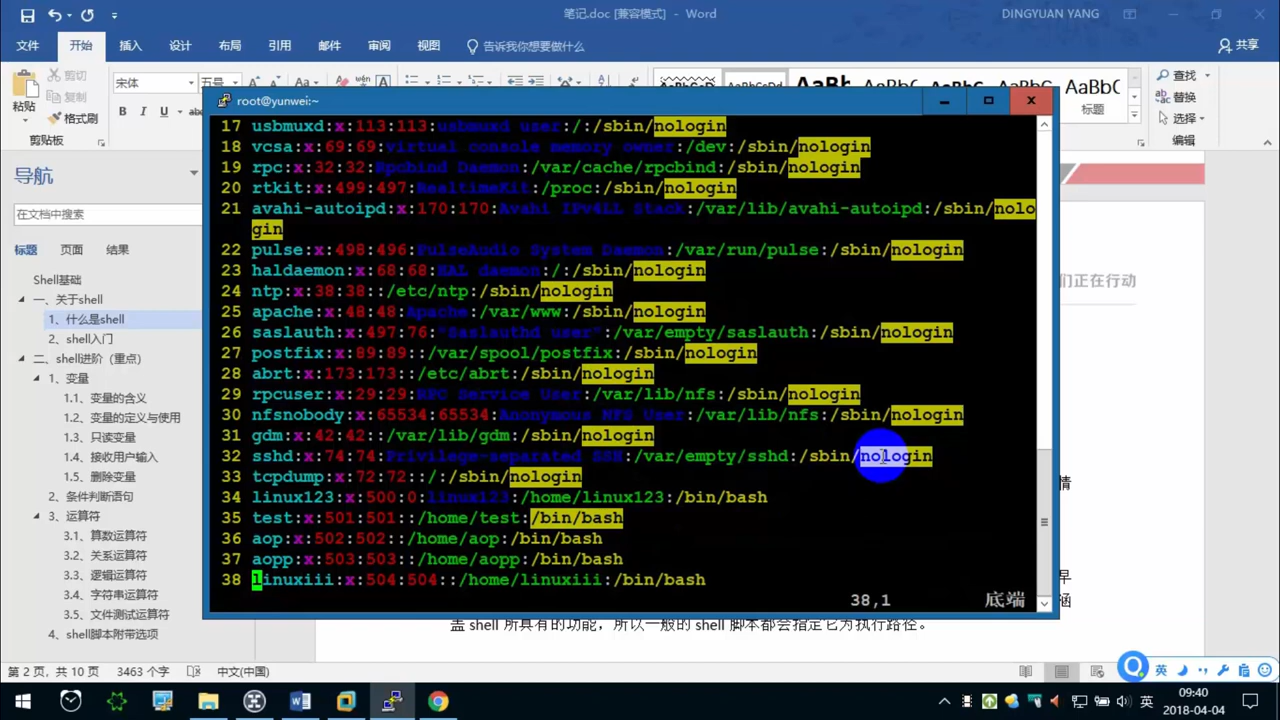 笔记.doc [兼容模式] - Word
DINGYUAN YANG
文件 开始 插入 设计 布局 引用 邮件 审阅 视图 告诉我你想要做什么 共享
剪切
复制
格式刷
粘贴
剪贴板
宋体 五号
B I U abc
AaBbCcDd
标题
查找
替换
选择
编辑
导航
在文档中搜索
标题 页面 结果
Shell基础
一、关于shell
1、什么是shell
2、shell入门
二、shell进阶（重点）
1、变量
1.1、变量的含义
1.2、变量的定义与使用
1.3、只读变量
1.4、接收用户输入
1.5、删除变量
2、条件判断语句
3、运算符
3.1、算数运算符
3.2、关系运算符
3.3、逻辑运算符
3.4、字符串运算符
3.5、文件测试运算符
4、shell脚本附带选项
root@yunwei:~
17 usbmuxd:x:113:113:usbmuxd user:/:/sbin/nologin
18 vcsa:x:69:69:virtual console memory owner:/dev:/sbin/nologin
19 rpc:x:32:32:Rpcbind Daemon:/var/cache/rpcbind:/sbin/nologin
20 rtkit:x:499:497:RealtimeKit:/proc:/sbin/nologin
21 avahi-autoipd:x:170:170:Avahi IPv4LL Stack:/var/lib/avahi-autoipd:/sbin/nolo
gin
22 pulse:x:498:496:PulseAudio System Daemon:/var/run/pulse:/sbin/nologin
23 haldaemon:x:68:68:HAL daemon:/:/sbin/nologin
24 ntp:x:38:38::/etc/ntp:/sbin/nologin
25 apache:x:48:48:Apache:/var/www:/sbin/nologin
26 saslauth:x:497:76:"Saslauthd user":/var/empty/saslauth:/sbin/nologin
27 postfix:x:89:89::/var/spool/postfix:/sbin/nologin
28 abrt:x:173:173::/etc/abrt:/sbin/nologin
29 rpcuser:x:29:29:RPC Service User:/var/lib/nfs:/sbin/nologin
30 nfsnobody:x:65534:65534:Anonymous NFS User:/var/lib/nfs:/sbin/nologin
31 gdm:x:42:42::/var/lib/gdm:/sbin/nologin
32 sshd:x:74:74:Privilege-separated SSH:/var/empty/sshd:/sbin/nologin
33 tcpdump:x:72:72::/:/sbin/nologin
34 linux123:x:500:0:linux123:/home/linux123:/bin/bash
35 test:x:501:501::/home/test:/bin/bash
36 aop:x:502:502::/home/aop:/bin/bash
37 aopp:x:503:503::/home/aopp:/bin/bash
38 linuxiii:x:504:504::/home/linuxiii:/bin/bash
38,1 底端
们正在行动
情
早
涵
盖 shell 所具有的功能，所以一般的 shell 脚本都会指定它为执行路径。
第 2 页，共 10 页 3463 个字 中文(中国)
英
英
09:40
2018-04-04